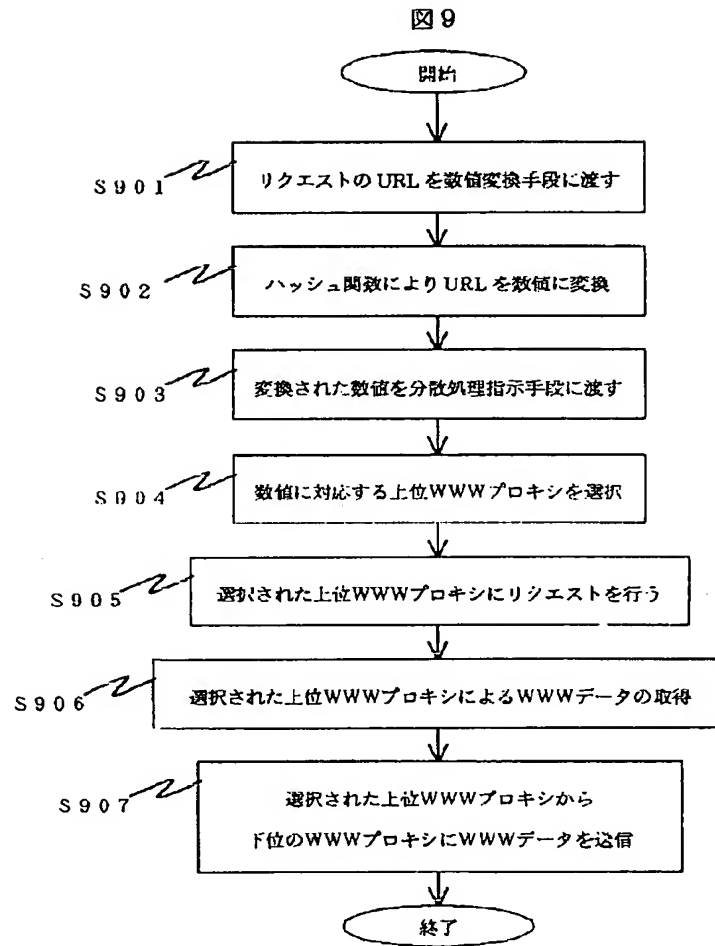 図9
開始
S901
リクエストのURLを数値変換手段に渡す
S902
ハッシュ関数によりURLを数値に変換
S903
変換された数値を分散処理指示手段に渡す
S904
数値に対応する上位WWWプロキシを選択
S905
選択された上位WWWプロキシにリクエストを行う
S906
選択された上位WWWプロキシによるWWWデータの取得
S907
選択された上位WWWプロキシから
下位のWWWプロキシにWWWデータを送信
終了